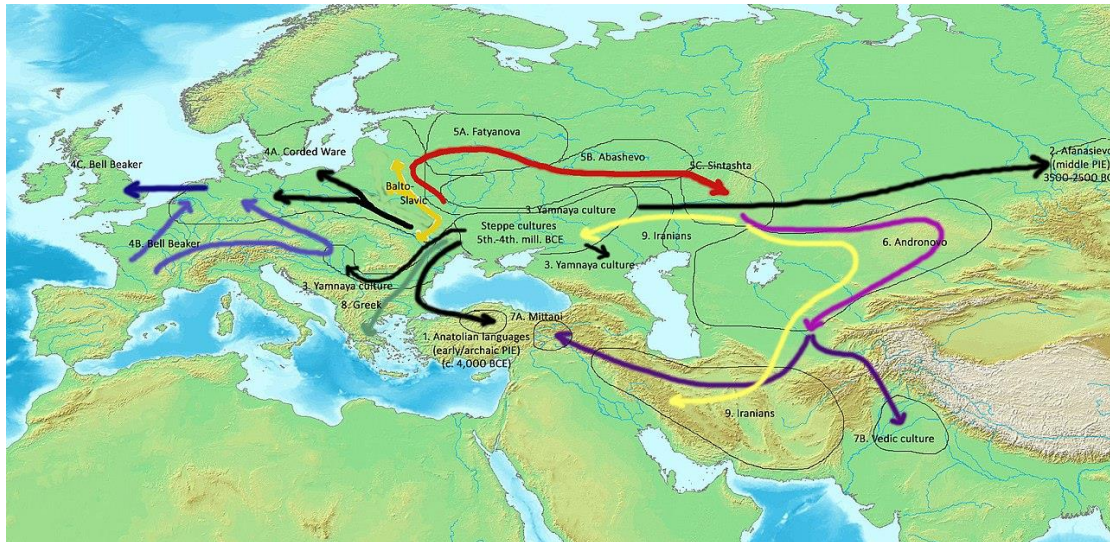 5A. Fatyanova
4C. Bell Beaker
4A. Corded Ware
5B. Abashevo
5C. Sintashta
2. Afanasievo
(middle PIE)
3500-2500 BC
Balto-
Slavic
3. Yamnaya culture
Steppe cultures
5th.-4th. mill. BCE
9. Iranians
6. Andronovo
4B. Bell Beaker
3. Yamnaya culture
3. Yamnaya culture
8. Greek
7A. Mittani
1. Anatolian languages
(early/archaic PIE)
(c. 4,000 BCE)
9. Iranians
7B. Vedic culture